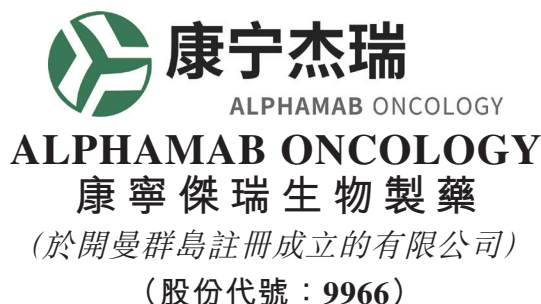 康宁杰瑞
ALPHAMAB ONCOLOGY
ALPHAMAB ONCOLOGY
康寧傑瑞生物製藥
(於開曼群島註冊成立的有限公司)
（股份代號：9966）